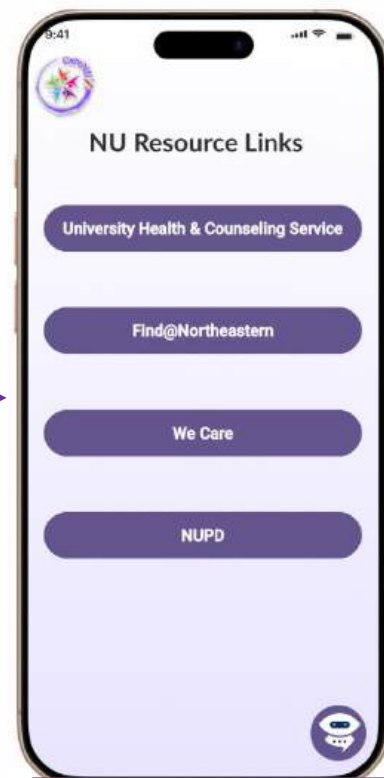 9:41
NU Resource Links
University Health & Counseling Service
Find@Northeastern
We Care
NUPD